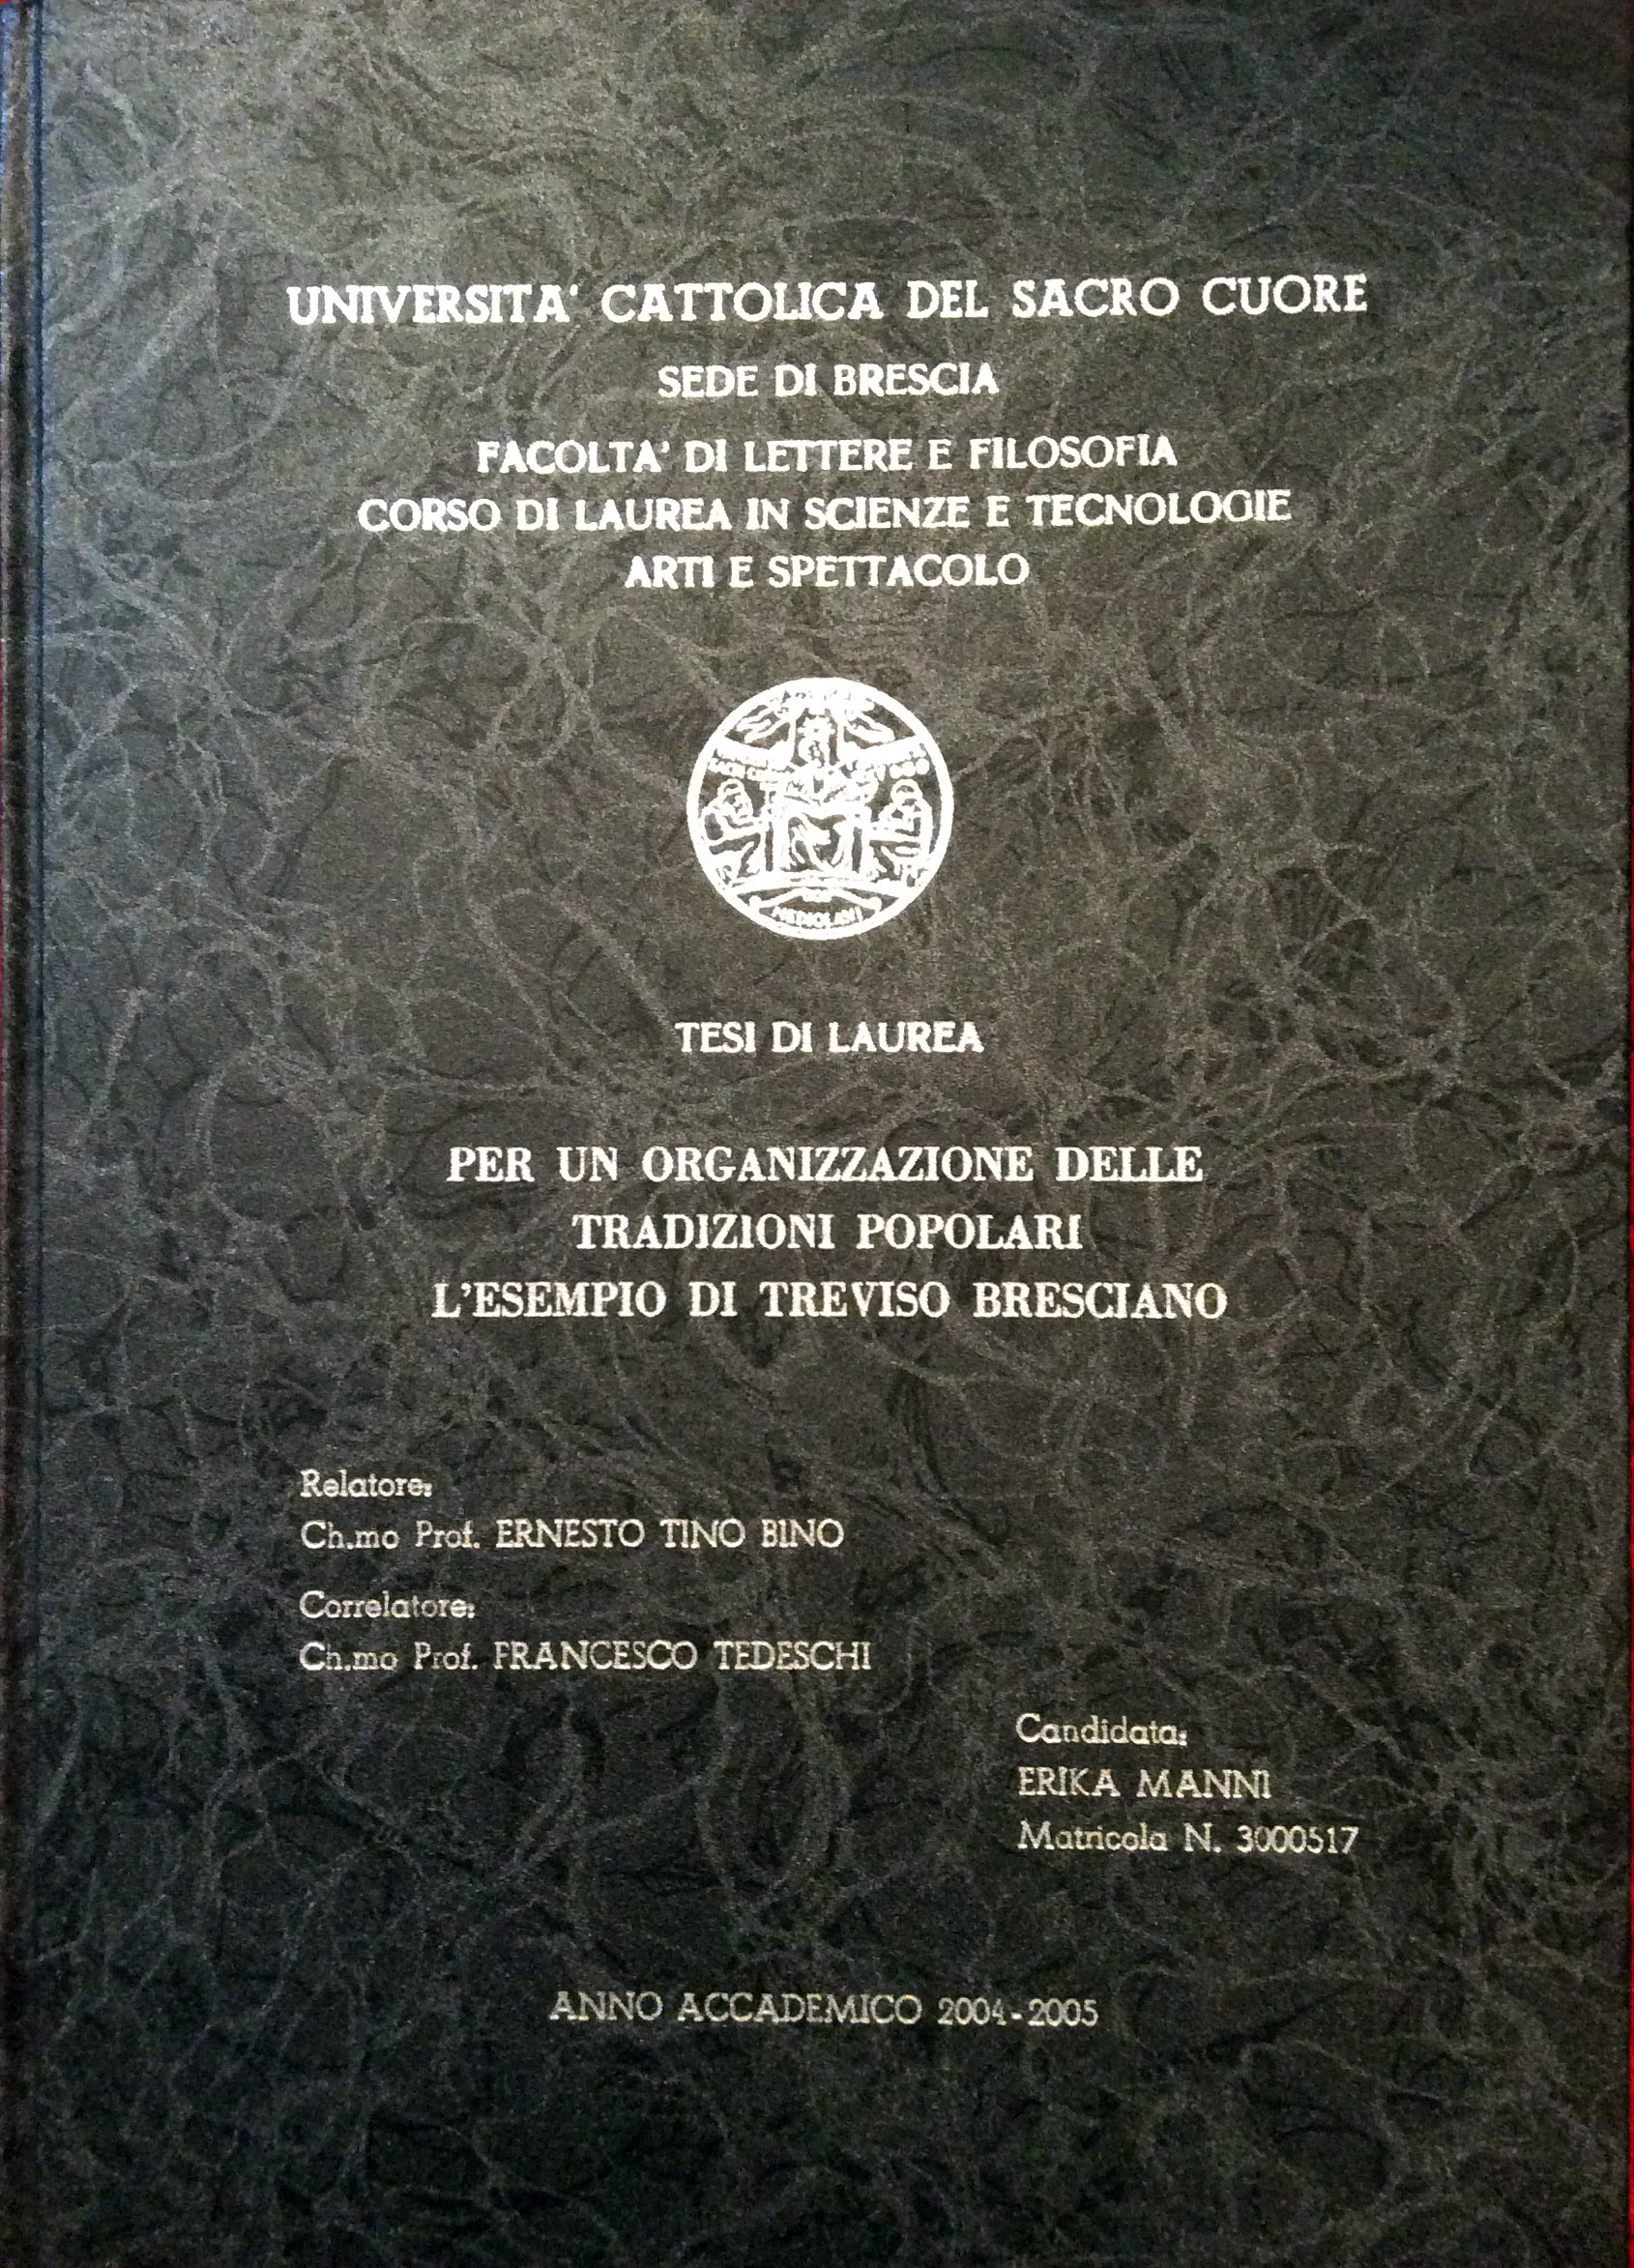 UNIVERSITA' CATTOLICA DEL SACRO CUORE
SEDE DI BRESCIA
FACOLTA' DI LETTERE E FILOSOFIA
CORSO DI LAUREA IN SCIENZE E TECNOLOGIE
ARTI E SPETTACOLO
MEDIOLANI
TESI DI LAUREA
PER UN ORGANIZZAZIONE DELLE
TRADIZIONI POPOLARI
L'ESEMPIO DI TREVISO BRESCIANO
Relatore:
Ch.mo Prof. ERNESTO TINO BINO
Correlatore:
Ch.mo Prof. FRANCESCO TEDESCHI
Candidata:
ERIKA MANNI
Matricola N. 3000517
ANNO ACCADEMICO 2004-2005